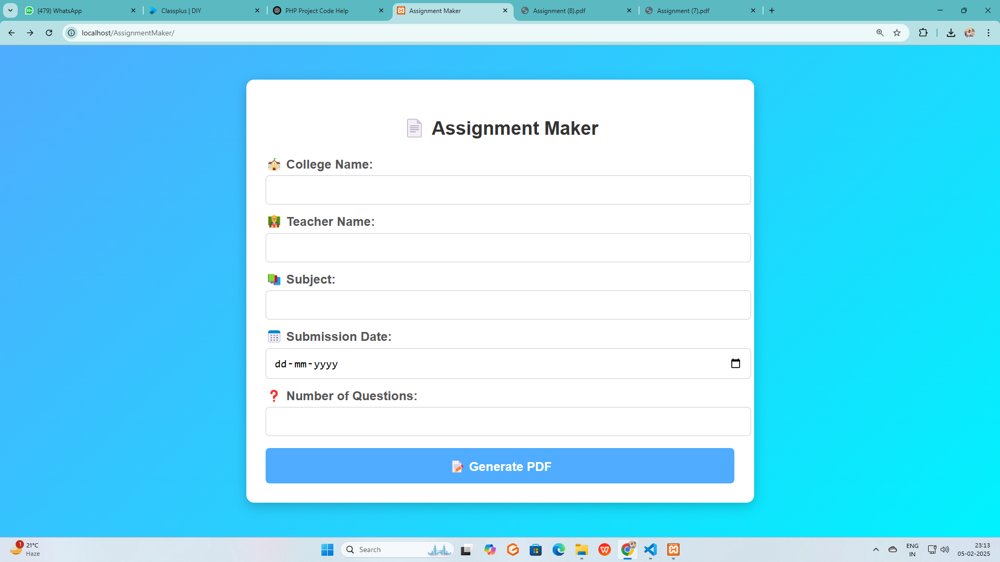 (479) WhatsApp
Classplus | DIY
PHP Project Code Help
Assignment Maker
Assignment (8).pdf
Assignment (7).pdf
localhost/AssignmentMaker/
Assignment Maker
College Name:
Teacher Name:
Subject:
Submission Date:
dd-mm-yyyy
Number of Questions:
Generate PDF
1
21°C
Haze
Search
ENG
IN
23:13
05-02-2025